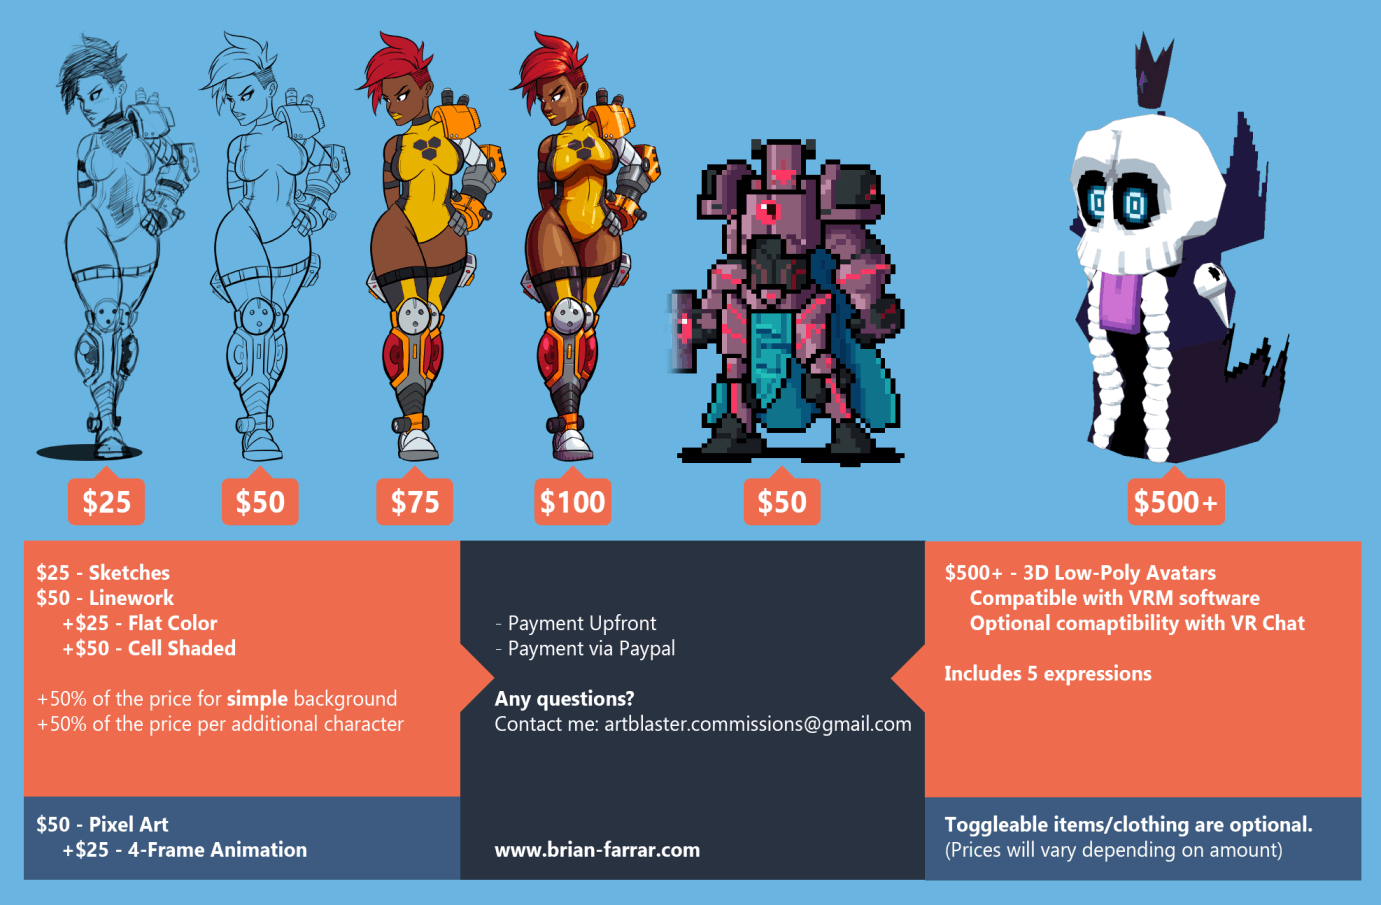 $25
$50
$75
$100
$50
$500+
$25 - Sketches
$50 - Linework
+$25 - Flat Color
+$50 - Cell Shaded
+50% of the price for simple background
+50% of the price per additional character
$50 - Pixel Art
+$25 - 4-Frame Animation
- Payment Upfront
- Payment via Paypal
Any questions?
Contact me: artblaster.commissions@gmail.com
www.brian-farrar.com
$500+ - 3D Low-Poly Avatars
Compatible with VRM software
Optional comaptibility with VR Chat
Includes 5 expressions
Toggleable items/clothing are optional.
(Prices will vary depending on amount)